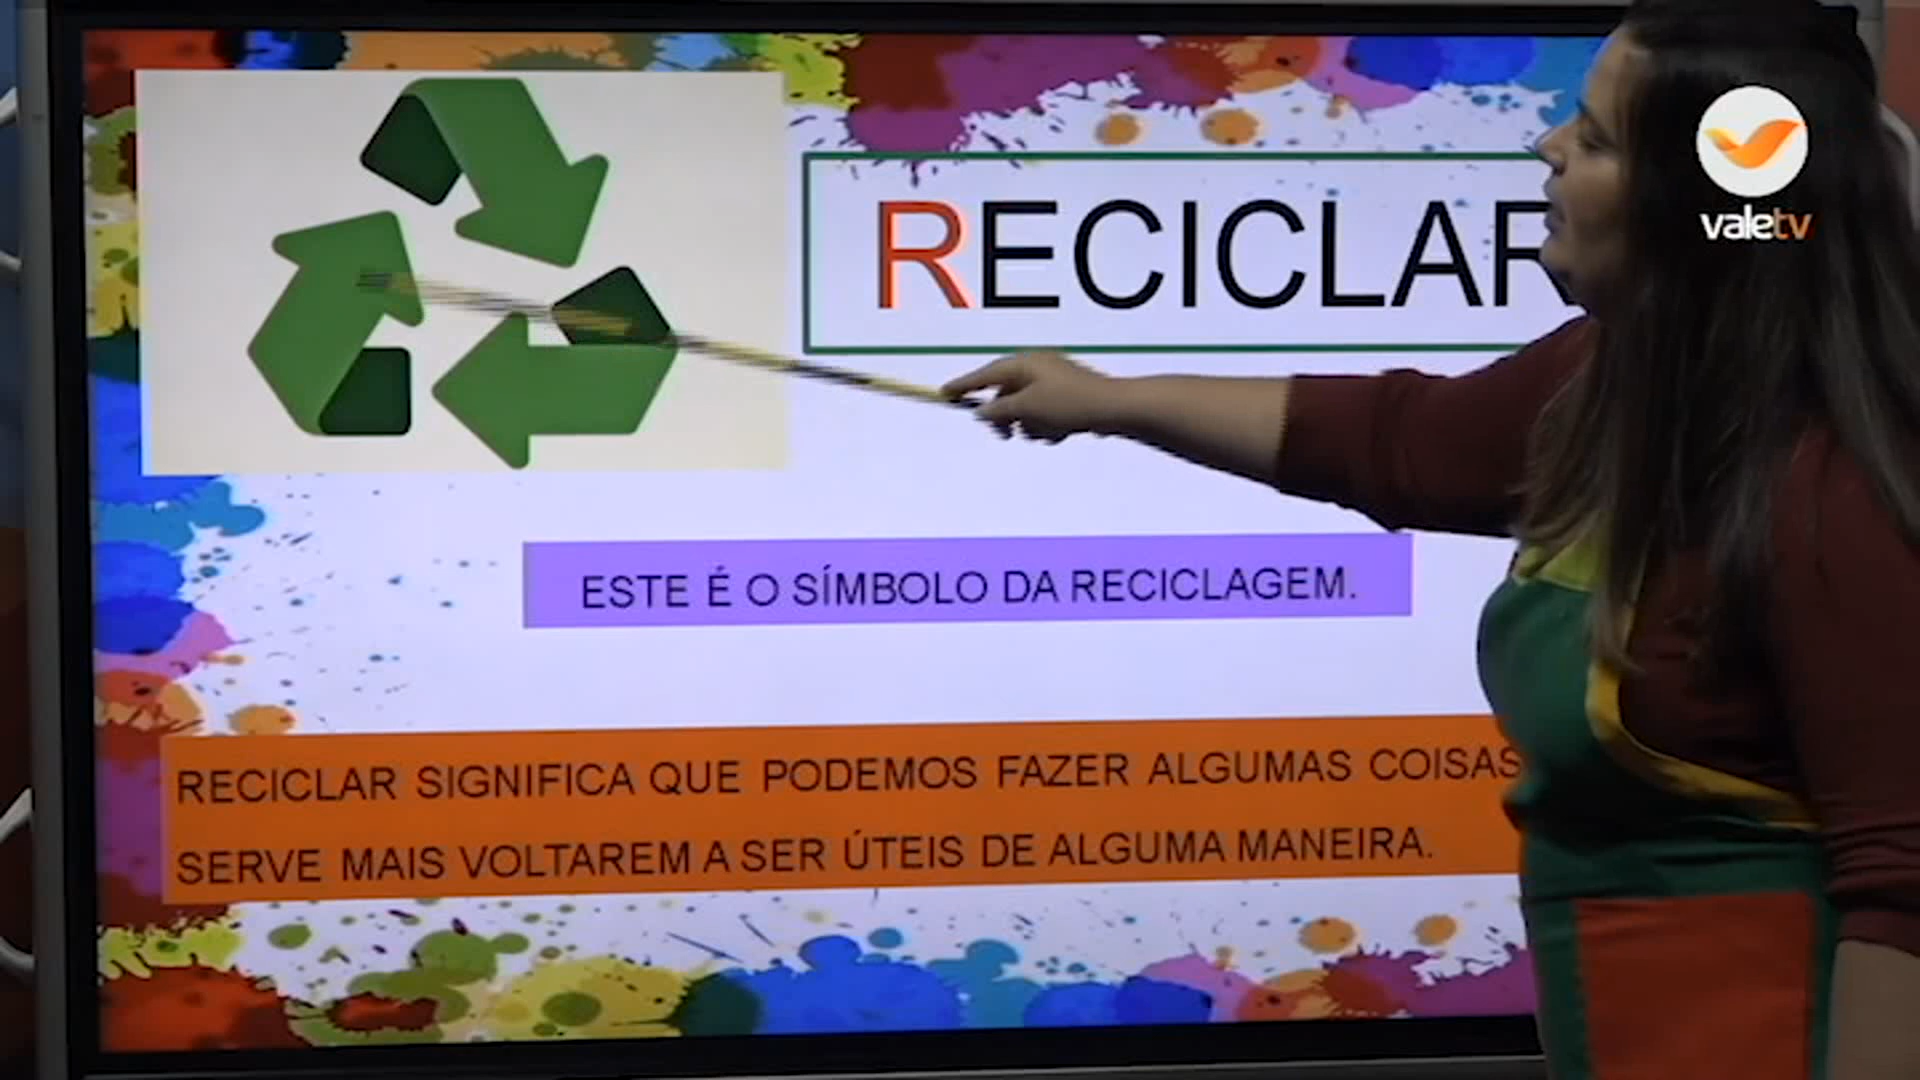 RECICLAR
valetv
ESTE É O SÍMBOLO DA RECICLAGEM.
RECICLAR SIGNIFICA QUE PODEMOS FAZER ALGUMAS COISAS
SERVE MAIS VOLTAREM A SER ÚTEIS DE ALGUMA MANEIRA.